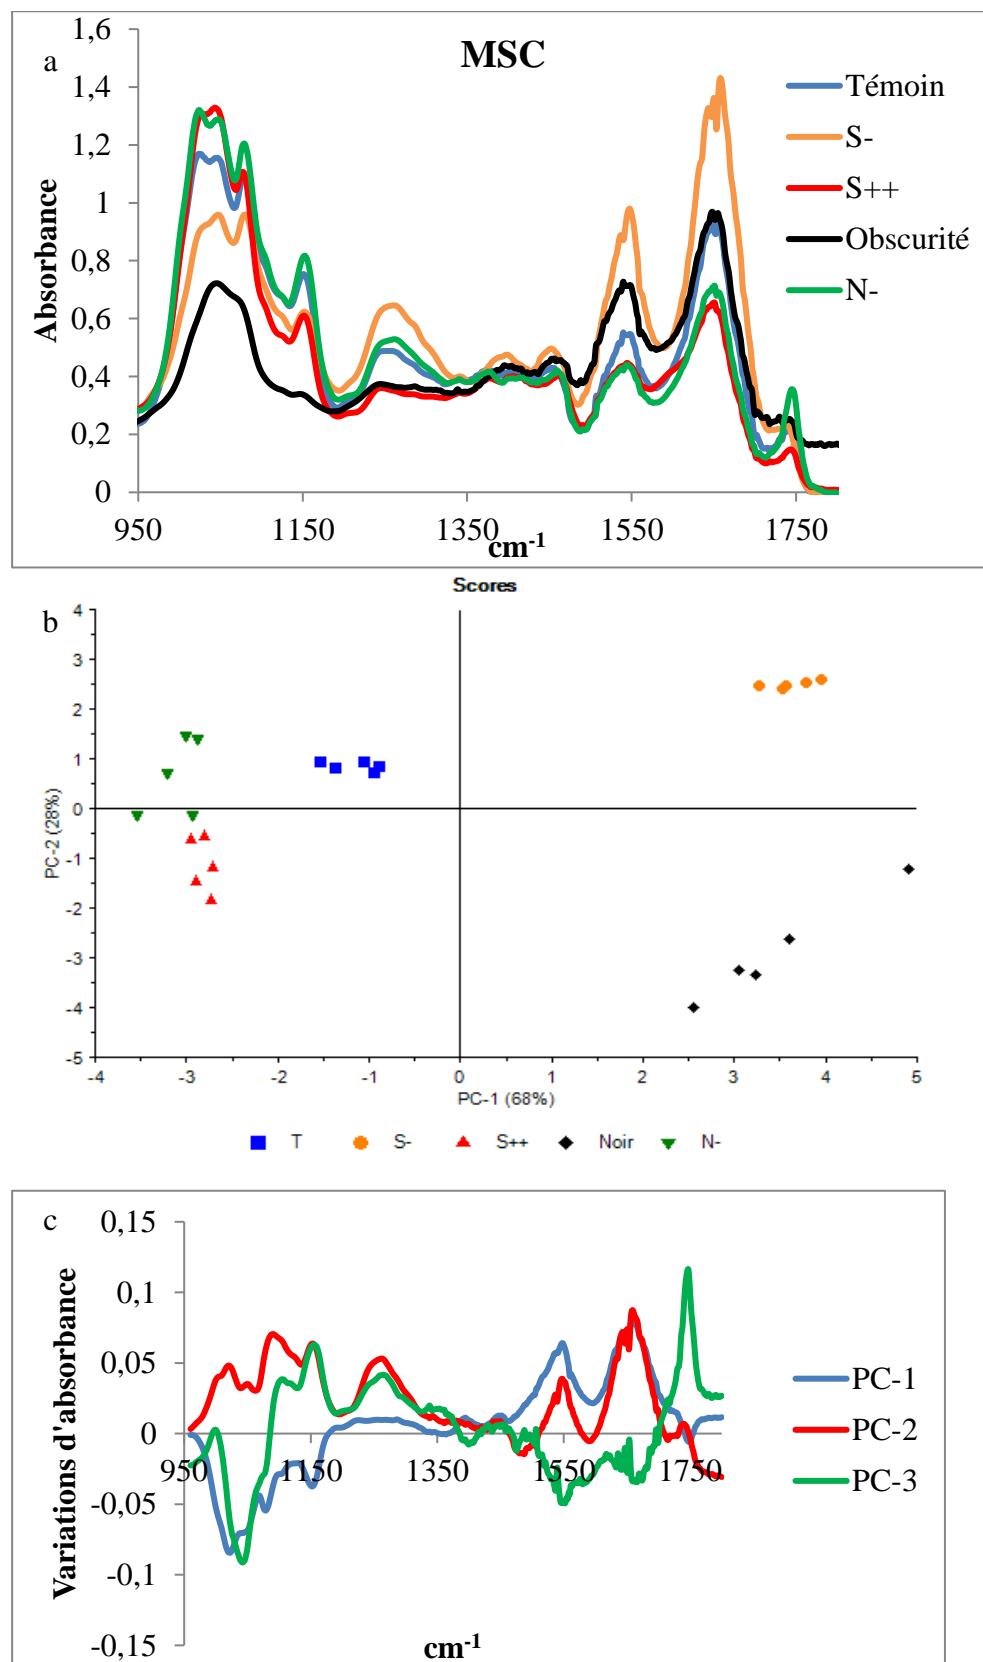 a
MSC
1,6
1,4
1,2
1
0,8
0,6
0,4
0,2
0
Absorbance
Témoin
S-
S++
Obscurité
N-
950 1150 1350 1550 1750
cm-1
Scores
b
4
3
2
1
0
-1
-2
-3
-4
-5
PC-2 (28%)
-4 -3 -2 -1 0 1 2 3 4 5
PC-1 (68%)
T S- S++ Noir N-
c
0,15
0,1
0,05
0
-0,05
-0,1
-0,15
Variations d'absorbance
950 1150 1350 1550 1750
PC-1
PC-2
PC-3
cm-1